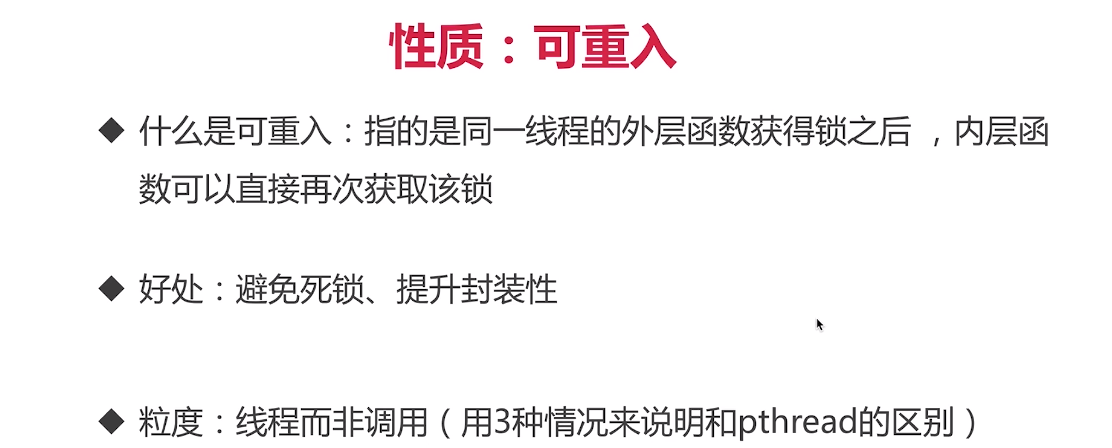 性质：可重入
◆ 什么是可重入：指的是同一线程的外层函数获得锁之后 ，内层函
数可以直接再次获取该锁
◆ 好处：避免死锁、提升封装性
◆ 粒度：线程而非调用（用3种情况来说明和pthread的区别）